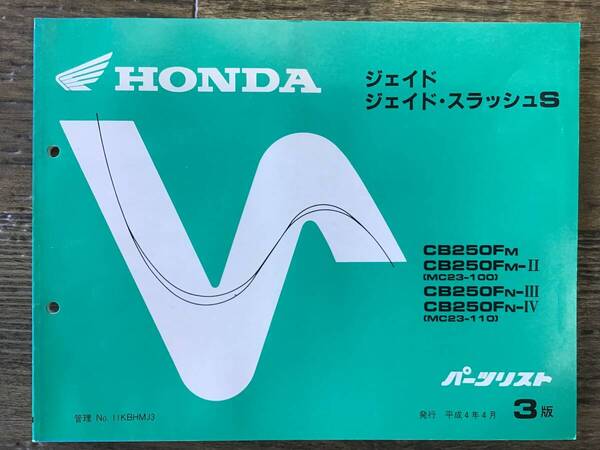 HONDA
ジェイド
ジェイド・スラッシュS
CB250FM
CB250FM-II
(MC23-100)
CB250FN-III
CB250FN-IV
(MC23-110)
パーツリスト
管理 No. 11KBHMJ3
発行 平成4年4月 3版